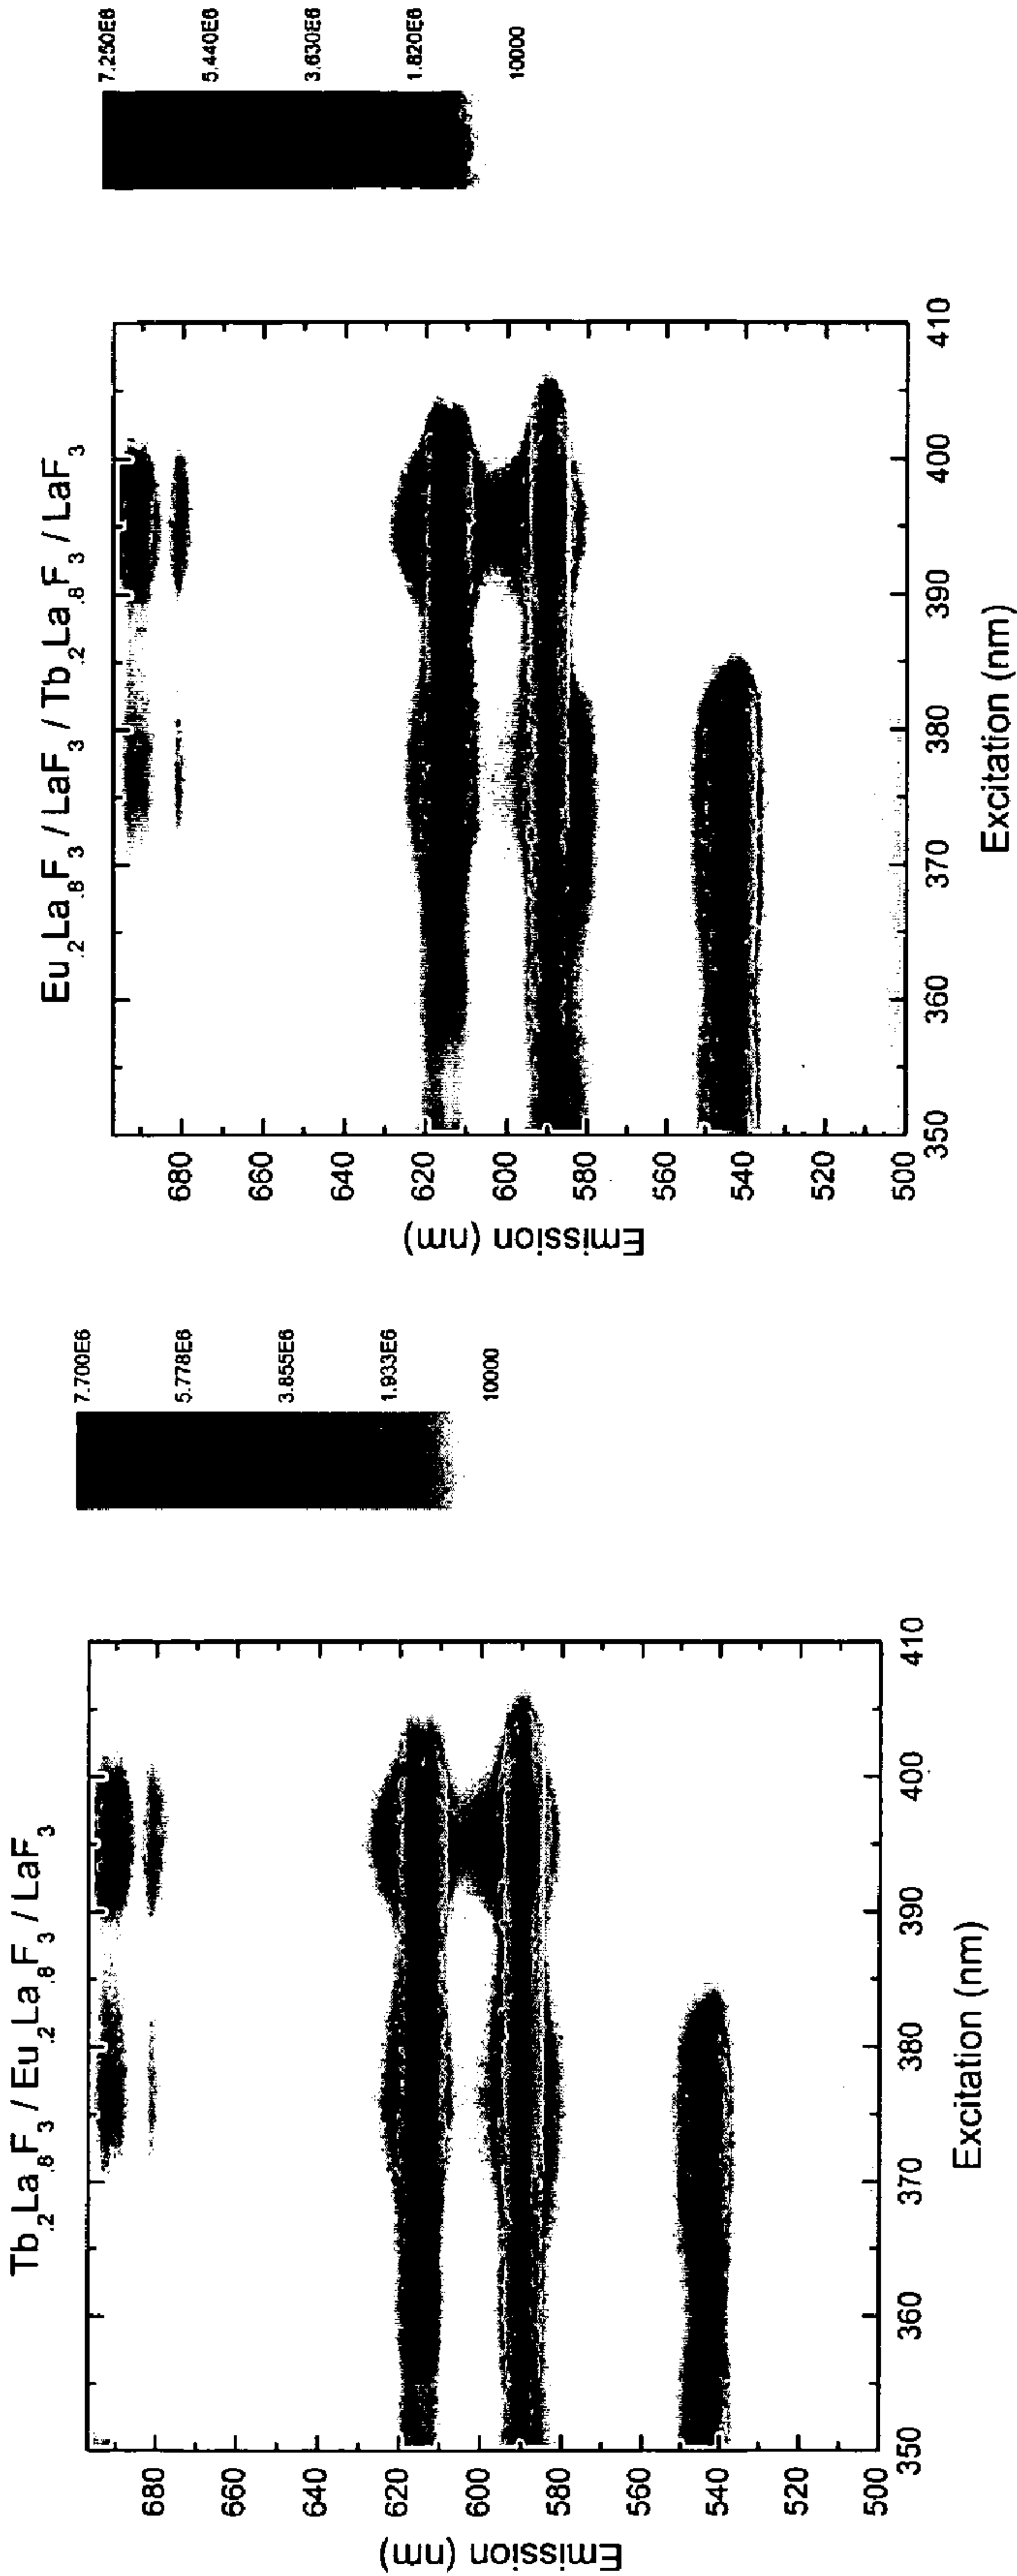 Tb.2La.8F3 / Eu.2La.8F3 / LaF3
Emission (nm)
680
660
640
620
600
580
560
540
520
500
350
360
370
380
390
400
410
Excitation (nm)
7.700E6
5.778E6
3.855E6
1.933E6
10000
Eu.2La.8F3 / LaF3 / Tb.2La.8F3 / LaF3
Emission (nm)
680
660
640
620
600
580
560
540
520
500
350
360
370
380
390
400
410
Excitation (nm)
7.250E6
5.440E6
3.630E6
1.820E6
10000